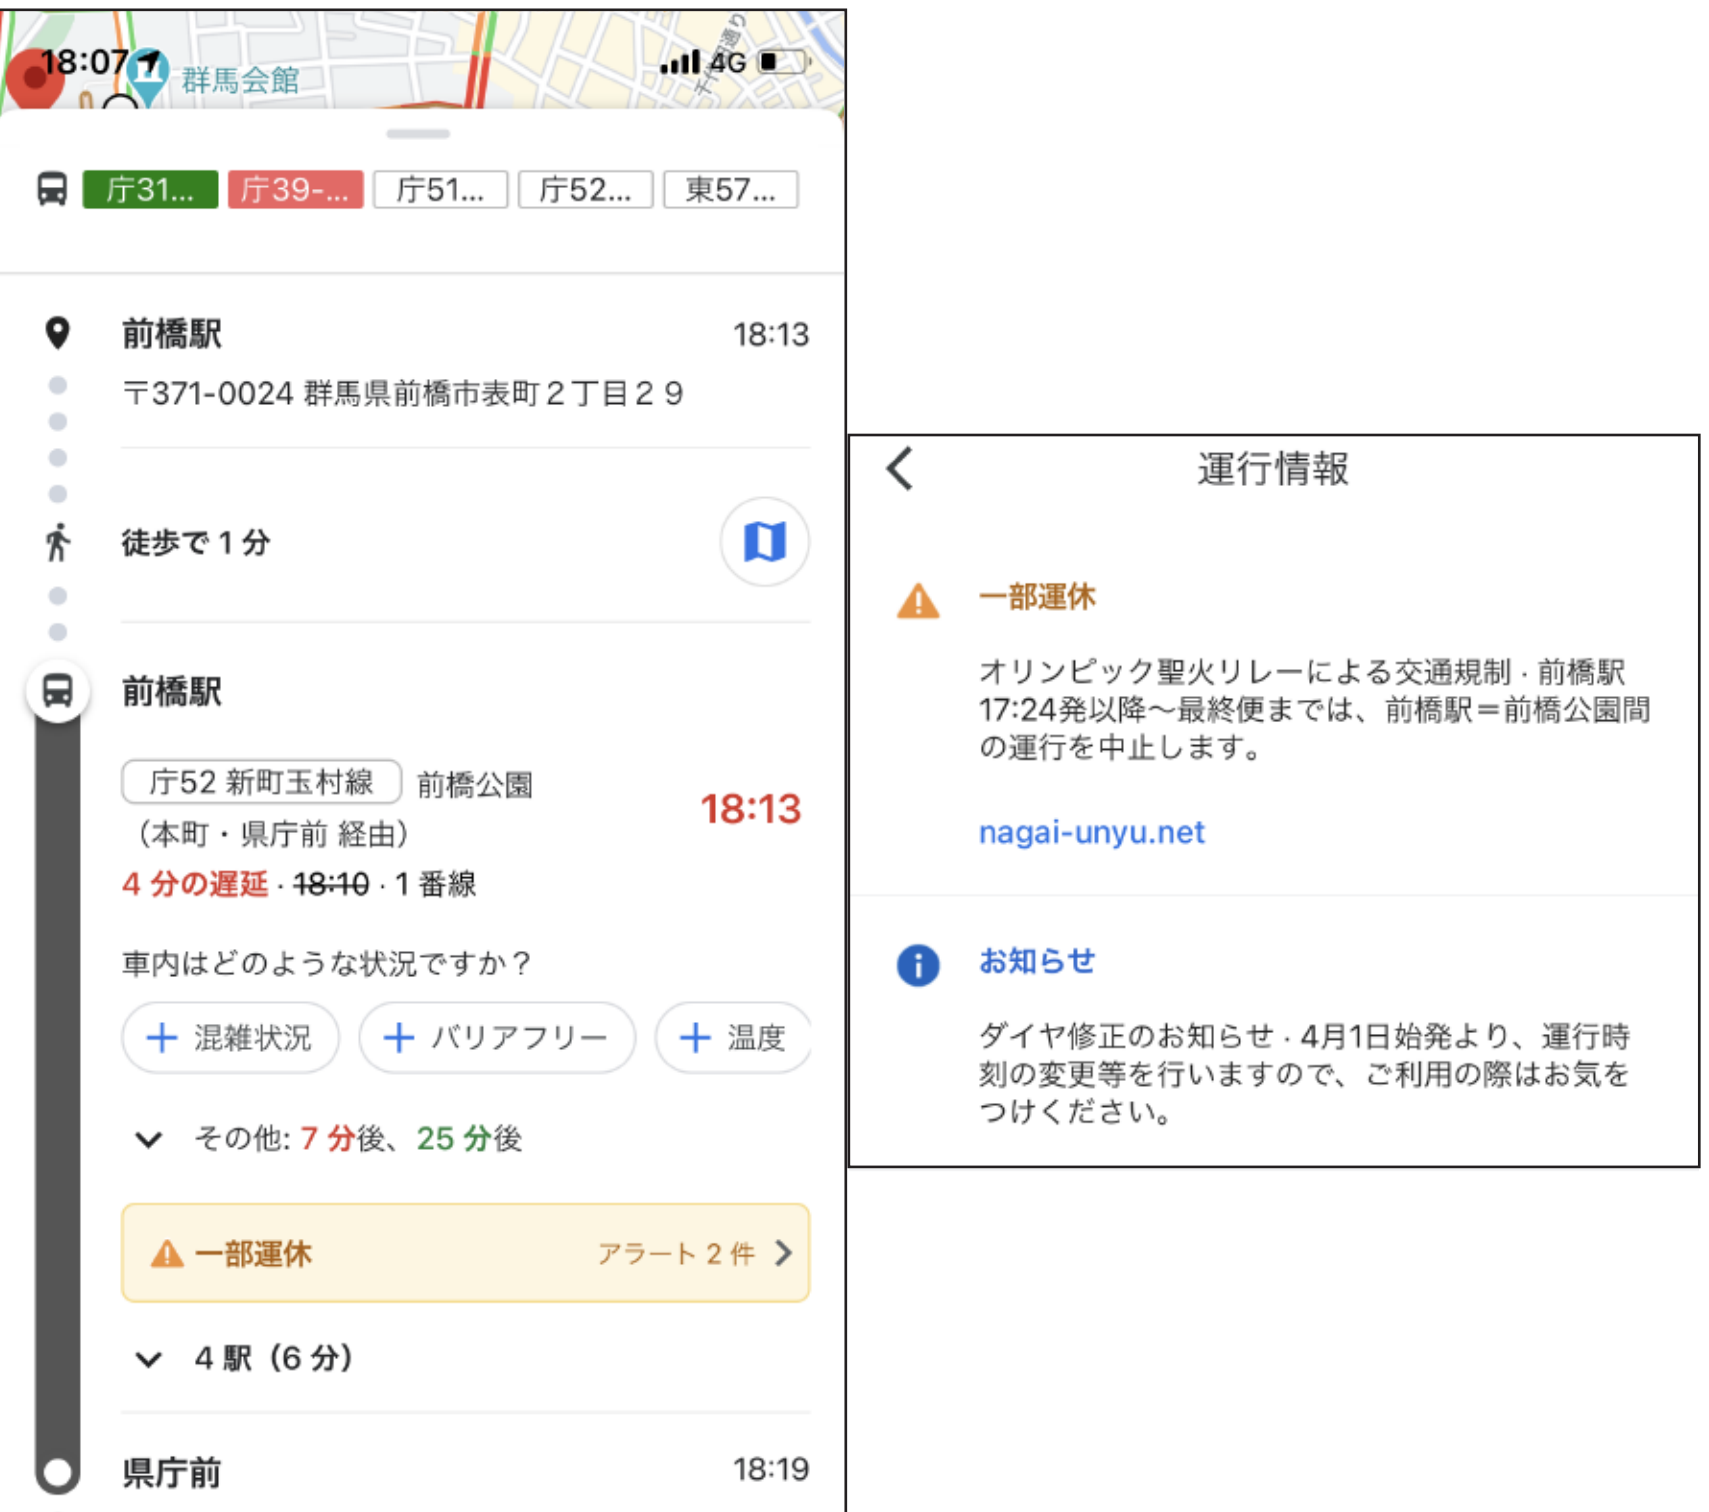 18:07
4G
群馬会館
千代田通り
庁31...
庁39-...
庁51...
庁52...
東57...
前橋駅
18:13
〒371-0024 群馬県前橋市表町２丁目２９
徒歩で 1 分
前橋駅
庁52 新町玉村線 前橋公園
（本町・県庁前 経由）
18:13
4 分の遅延 · 18:10 · 1 番線
車内はどのような状況ですか？
混雑状況
バリアフリー
温度
その他: 7 分後、25 分後
一部運休
アラート 2 件
4 駅（6 分）
県庁前
18:19
運行情報
一部運休
オリンピック聖火リレーによる交通規制 · 前橋駅
17:24発以降〜最終便までは、前橋駅＝前橋公園間
の運行を中止します。
nagai-unyu.net
お知らせ
ダイヤ修正のお知らせ · 4月1日始発より、運行時
刻の変更等を行いますので、ご利用の際はお気を
つけください。